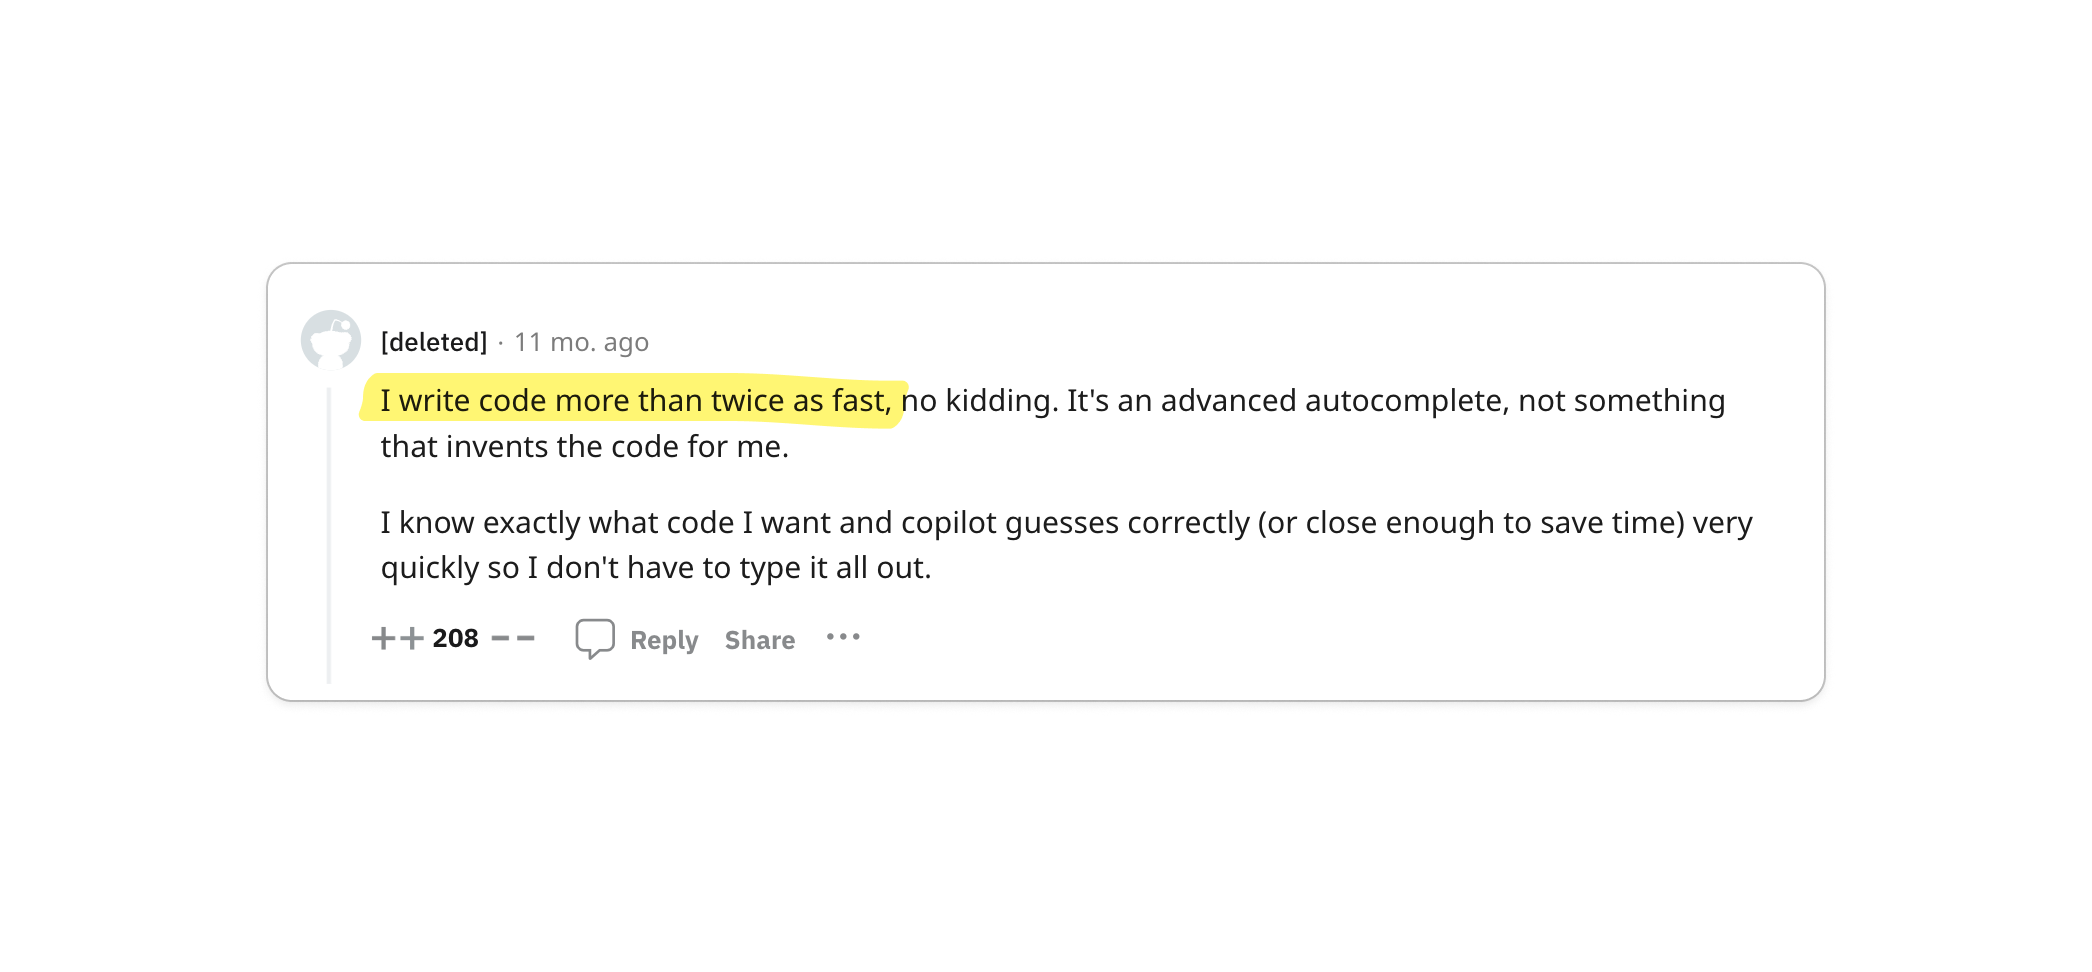 [deleted] · 11 mo. ago
I write code more than twice as fast, no kidding. It's an advanced autocomplete, not something
that invents the code for me.
I know exactly what code I want and copilot guesses correctly (or close enough to save time) very
quickly so I don't have to type it all out.
++ 208 -- Reply Share ···